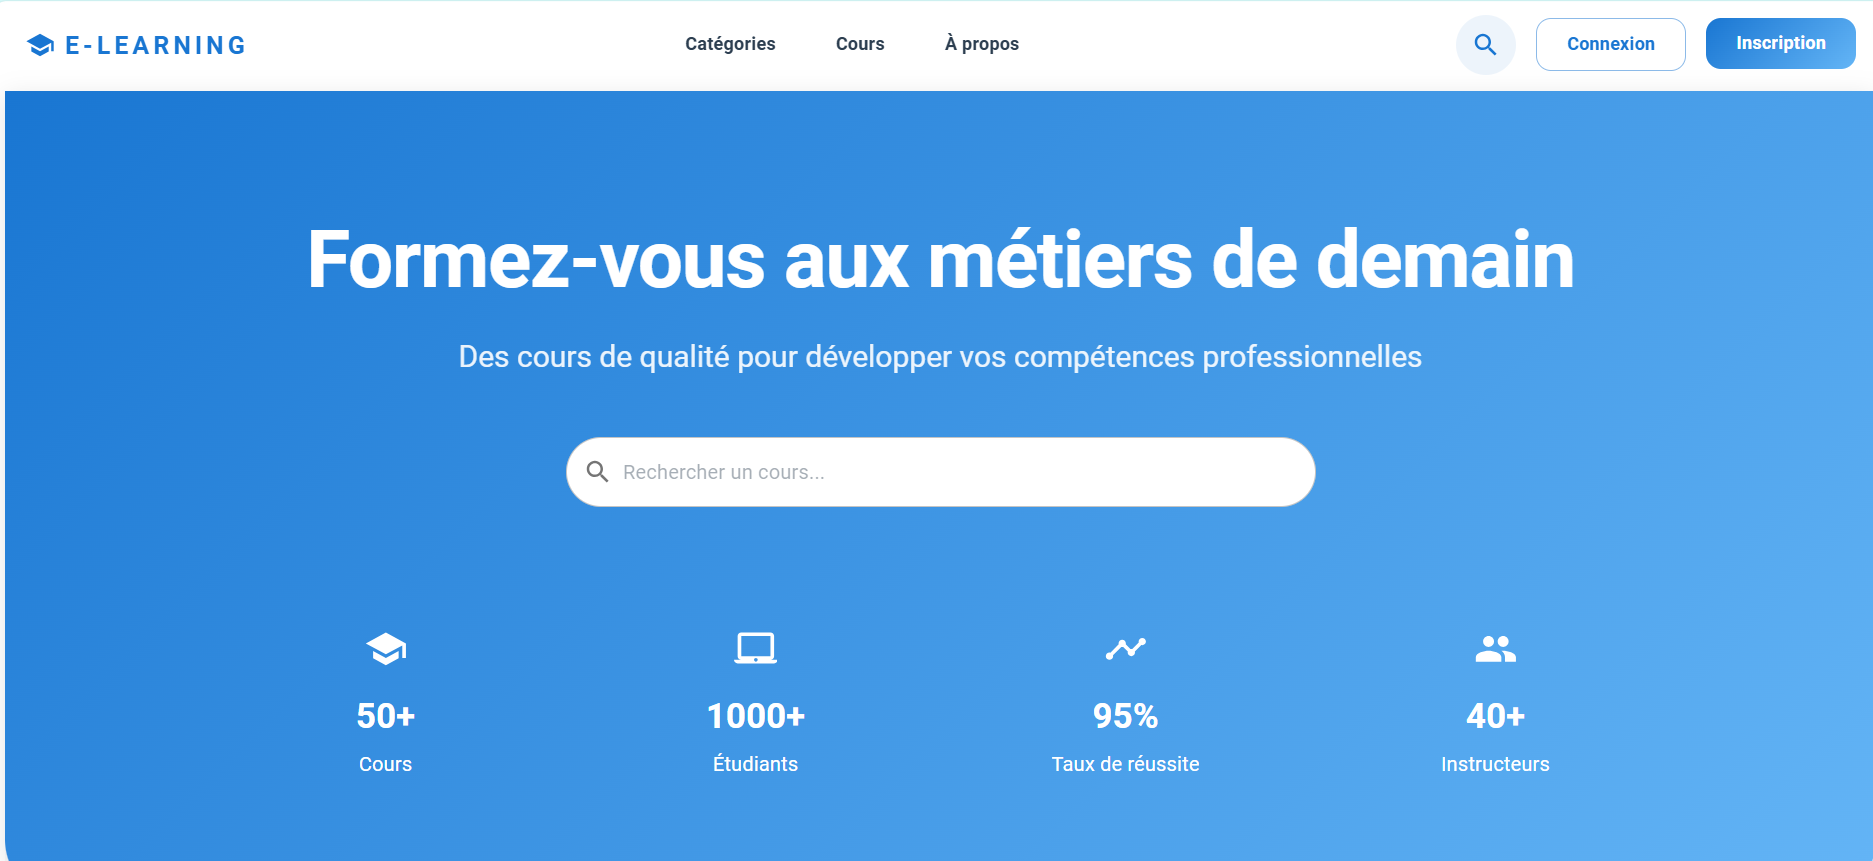 E-LEARNING
Catégories
Cours
À propos
Connexion
Inscription
Formez-vous aux métiers de demain
Des cours de qualité pour développer vos compétences professionnelles
Rechercher un cours...
50+
Cours
1000+
Étudiants
95%
Taux de réussite
40+
Instructeurs